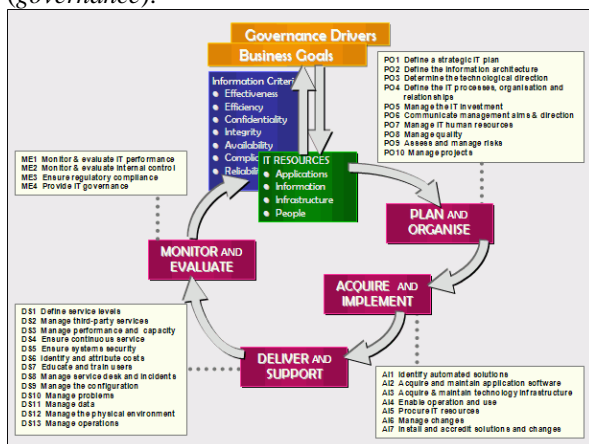 (governance).
Governance Drivers
Business Goals
Information Criteri
• Effectiveness
• Efficiency
• Confidentiality
• Integrity
• Availability
• Complia
• Reliabil
IT RESOURCES
• Applications
• Information
• Infrastructure
• People
PO1 Define a strategic IT plan
PO2 Define the information architecture
PO3 Determine the technological direction
PO4 Define the IT processes, organisation and
relationships
PO5 Manage the IT investment
PO6 Communicate management aims & direction
PO7 Manage IT human resources
PO8 Manage quality
PO9 Assess and manage risks
PO10 Manage projects
PLAN AND
ORGANISE
ACQUIRE AND
IMPLEMENT
AI1 Identify automated solutions
AI2 Acquire and maintain application software
AI3 Acquire & maintain technology infrastructure
AI4 Enable operation and use
AI5 Procure IT resources
AI6 Manage changes
AI7 Install and accredit solutions and changes
DELIVER AND
SUPPORT
DS1 Define service levels
DS2 Manage third-party services
DS3 Manage performance and capacity
DS4 Ensure continuous service
DS5 Ensure systems security
DS6 Identify and attribute costs
DS7 Educate and train users
DS8 Manage service desk and incidents
DS9 Manage the configuration
DS10 Manage problems
DS11 Manage data
DS12 Manage the physical environment
DS13 Manage operations
MONITOR AND
EVALUATE
ME1 Monitor & evaluate IT performance
ME2 Monitor & evaluate internal control
ME3 Ensure regulatory compliance
ME4 Provide IT governance